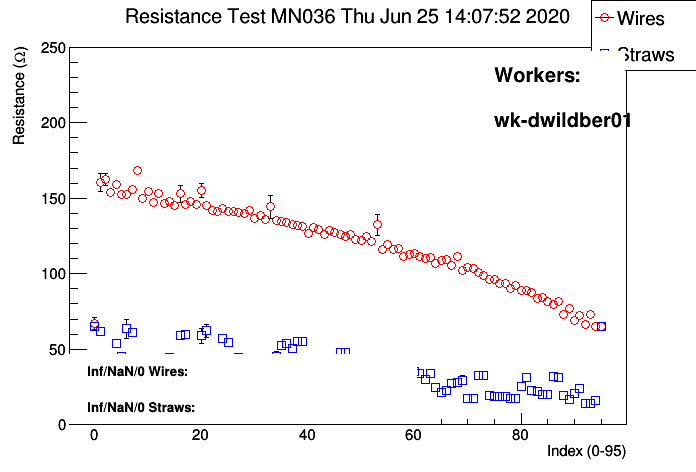 Resistance Test MN036 Thu Jun 25 14:07:52 2020
Wires
Straws
Workers:
wk-dwildber01
Resistance (Ω)
250
200
150
100
50
0
Inf/NaN/0 Wires:
Inf/NaN/0 Straws:
0 20 40 60 80
Index (0-95)